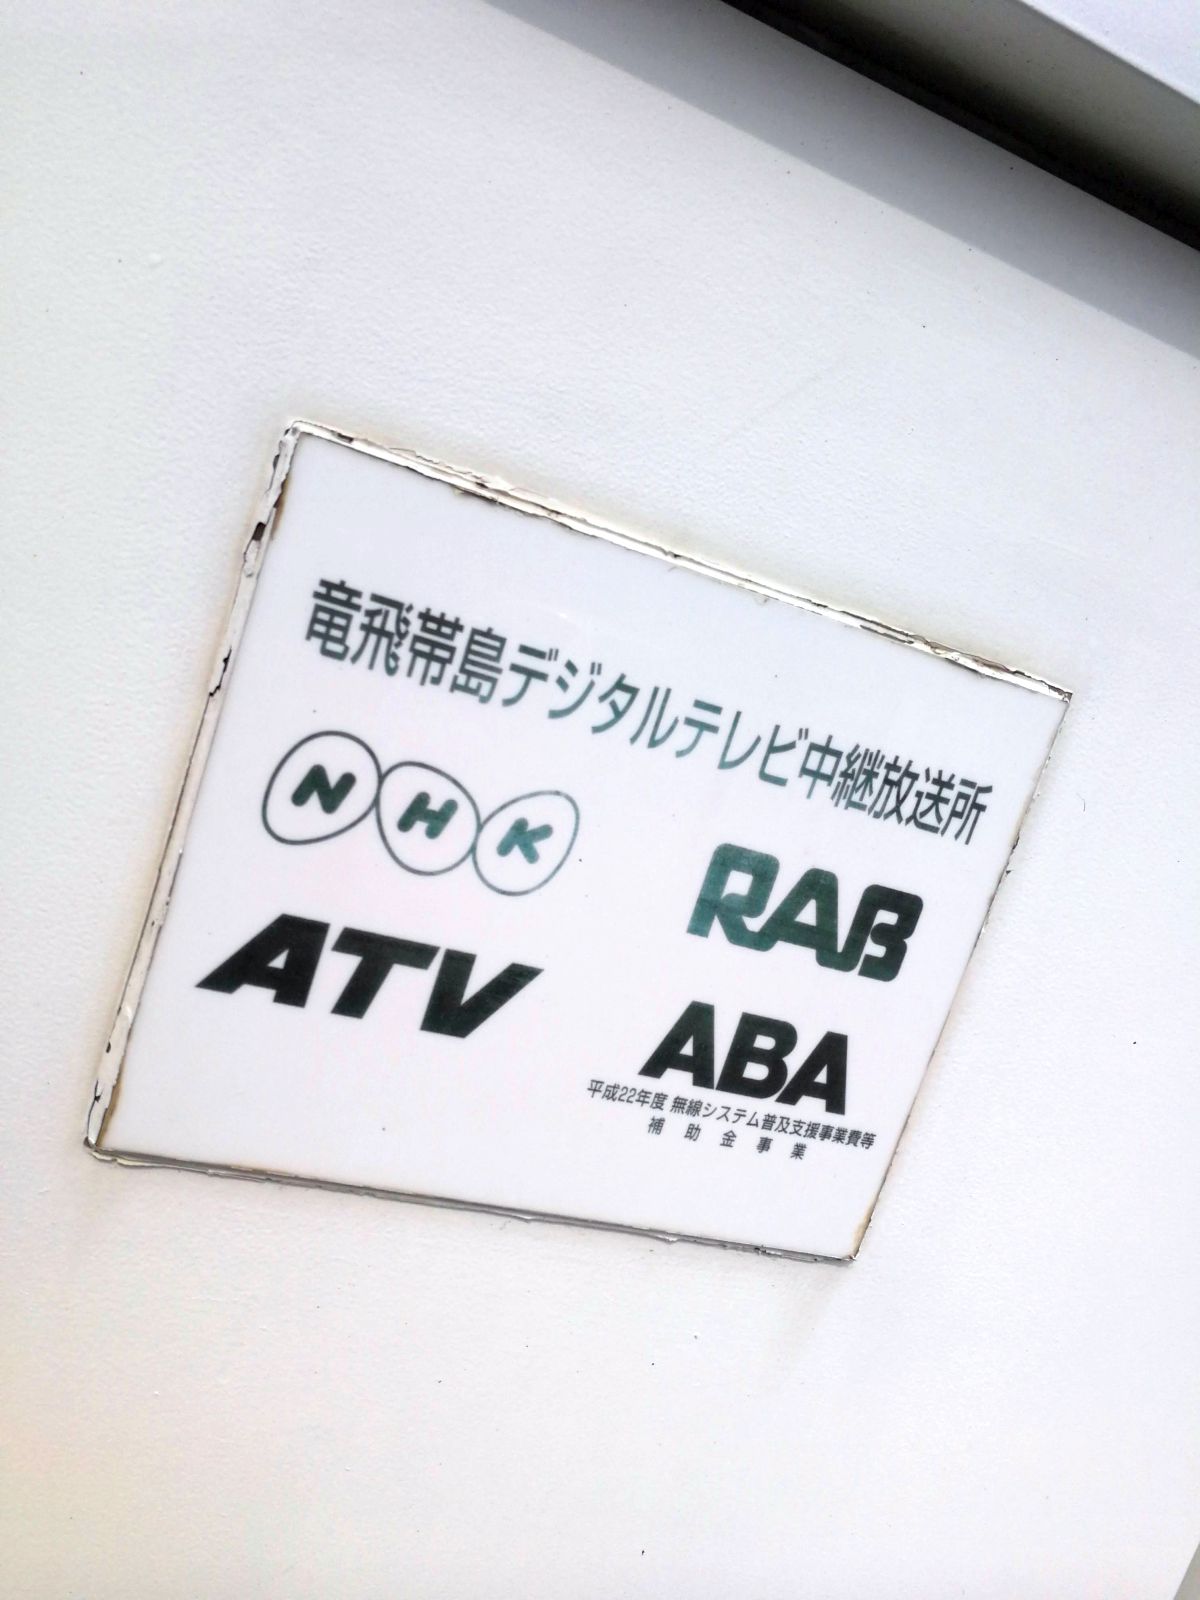 竜飛帯島デジタルテレビ中継放送所
NHK
RAB
ATV
ABA
平成22年度 無線システム普及支援事業費等
補助金事業